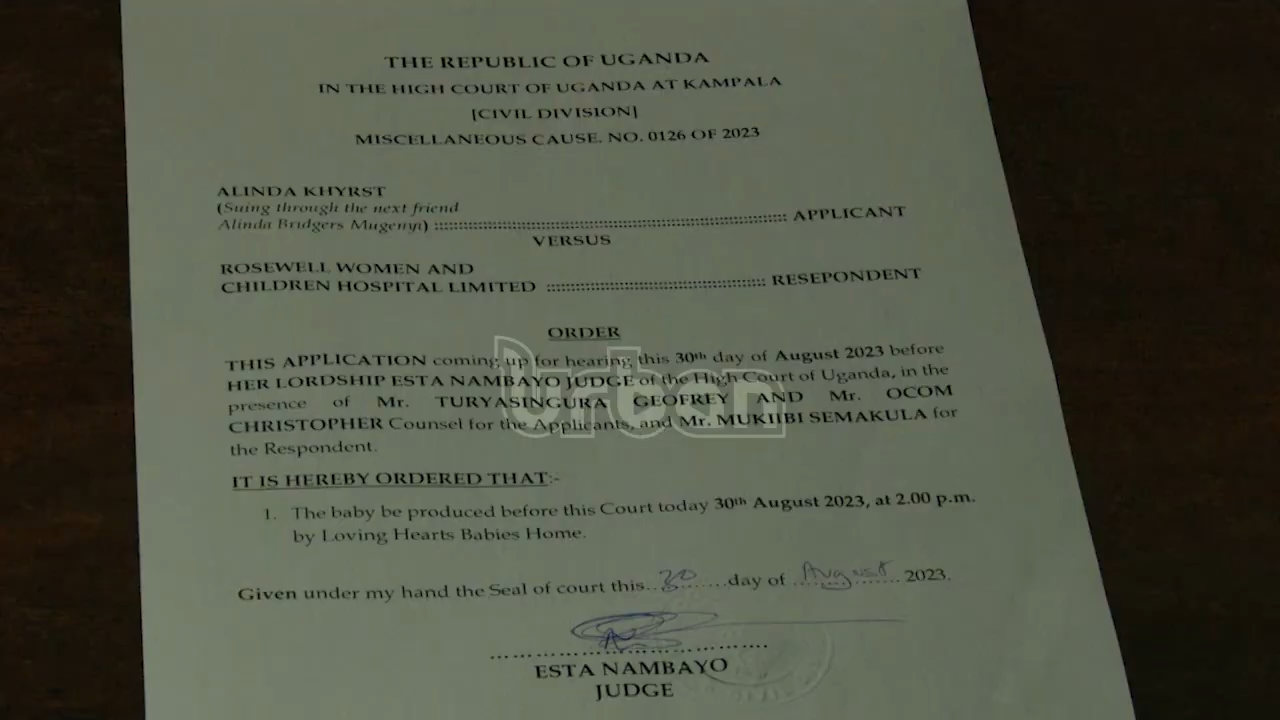 THE REPUBLIC OF UGANDA
IN THE HIGH COURT OF UGANDA AT KAMPALA
[CIVIL DIVISION]
MISCELLANEOUS CAUSE. NO. 0126 OF 2023
ALINDA KHYRST
(Suing through the next friend
Alinda Bridgers Mugenyi) :::::::::::::::::::::::::::::::::::::::::::::::::::::::::::: APPLICANT
VERSUS
ROSEWELL WOMEN AND
CHILDREN HOSPITAL LIMITED ::::::::::::::::::::::::::::::::::::::: RESEPONDENT
ORDER
THIS APPLICATION coming up for hearing this 30th day of August 2023 before
HER LORDSHIP ESTA NAMBAYO JUDGE of the High Court of Uganda, in the
presence of Mr. TURYASINGURA GEOFREY AND Mr. OCOM
CHRISTOPHER Counsel for the Applicants, and Mr. MUKIIBI SEMAKULA for
the Respondent.
urban
IT IS HEREBY ORDERED THAT:-
1. The baby be produced before this Court today 30th August 2023, at 2.00 p.m.
by Loving Hearts Babies Home.
Given under my hand the Seal of court this..30.......day of ..August.. 2023.
ESTA NAMBAYO
JUDGE